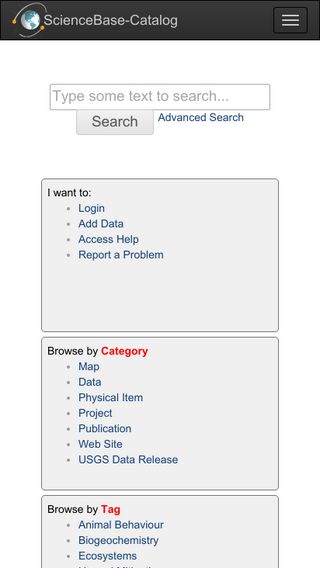 ScienceBase-Catalog
Type some text to search...
Search
Advanced Search
I want to:
Login
Add Data
Access Help
Report a Problem
Browse by Category
Map
Data
Physical Item
Project
Publication
Web Site
USGS Data Release
Browse by Tag
Animal Behaviour
Biogeochemistry
Ecosystems